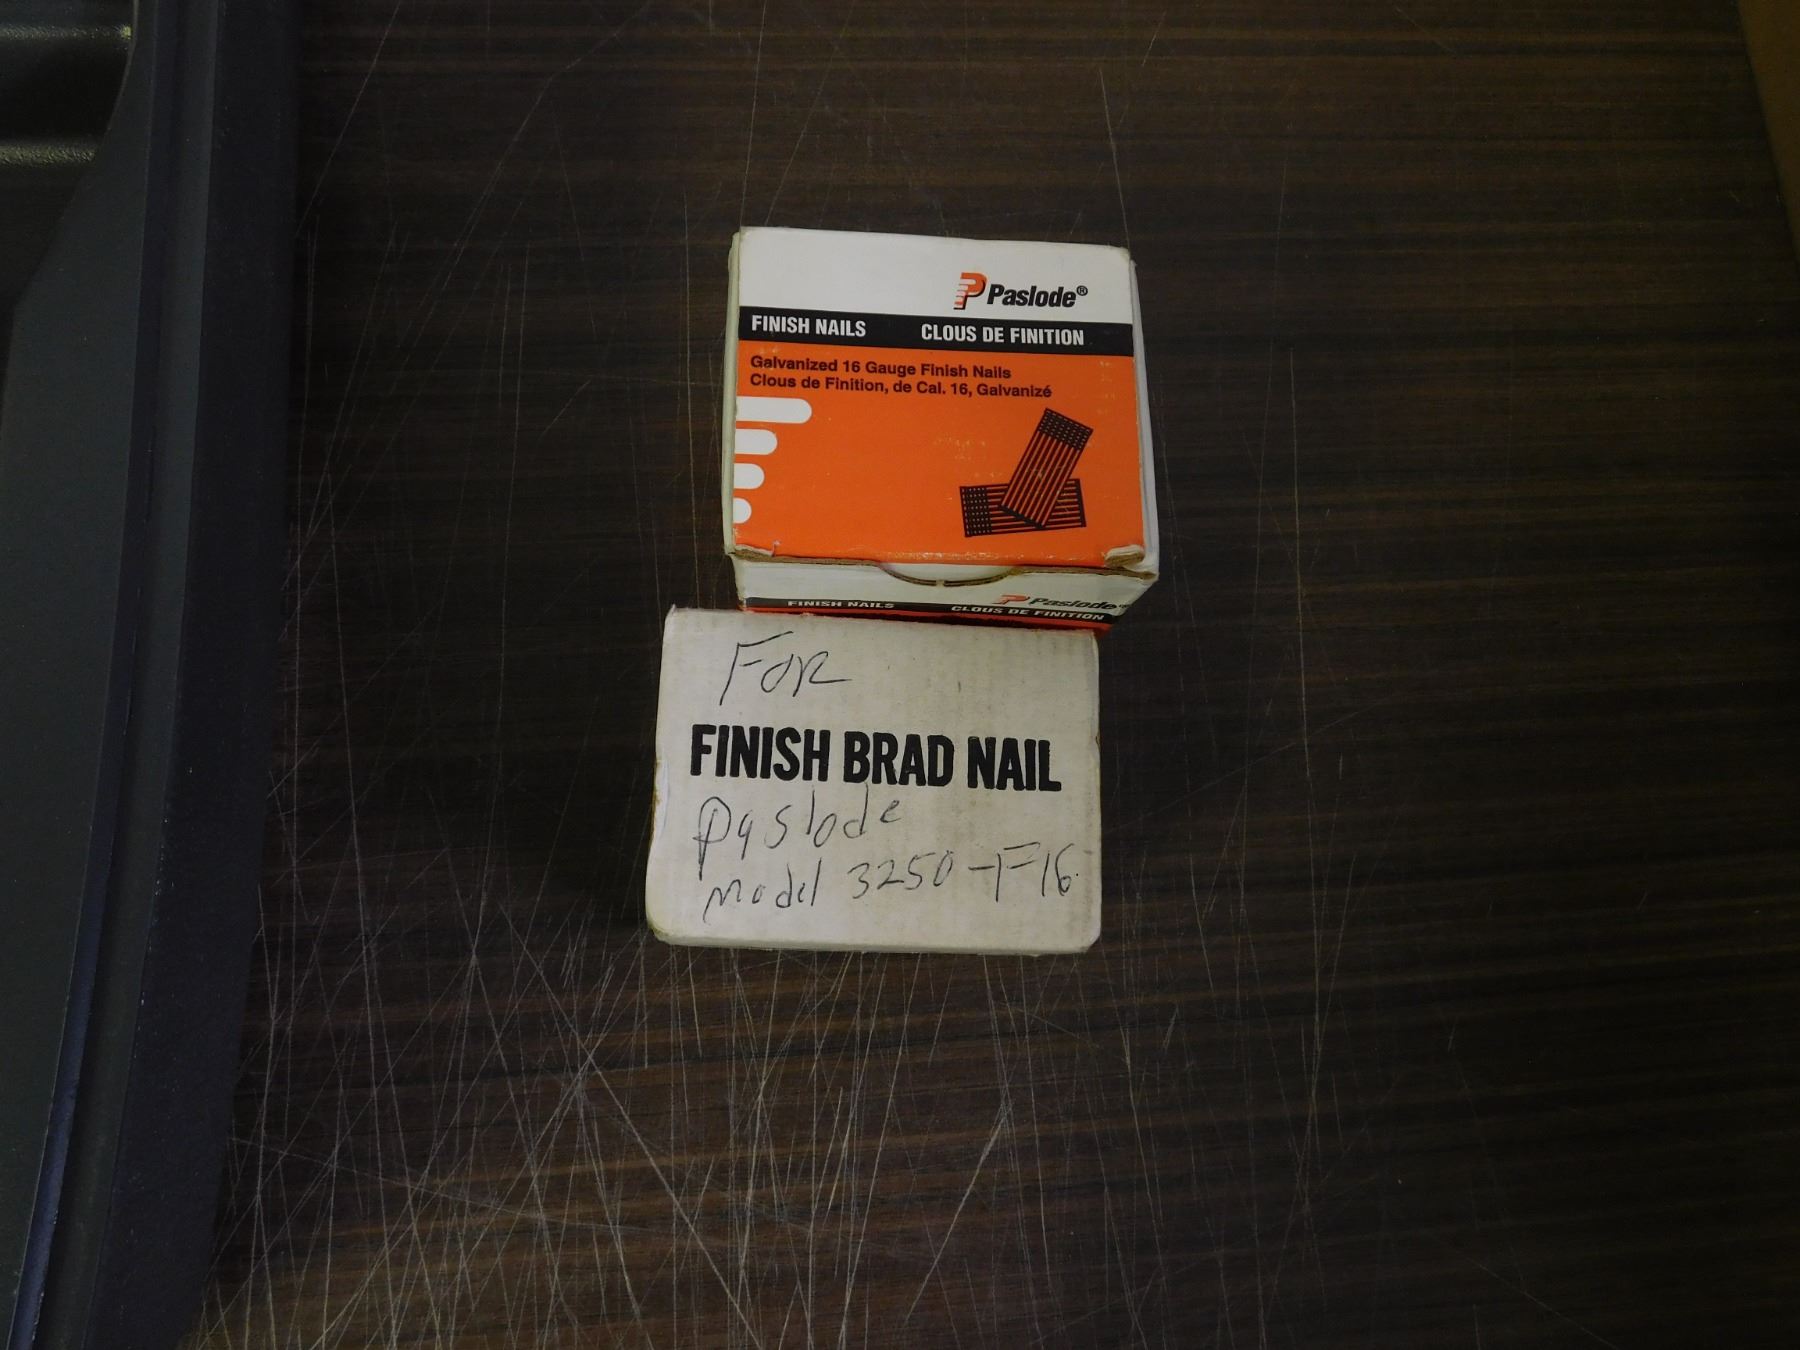 Paslode®
FINISH NAILS CLOUS DE FINITION
Galvanized 16 Gauge Finish Nails
Clous de Finition, de Cal. 16, Galvanizé
Paslode®
FINISH NAILS CLOUS DE FINITION
FOR
FINISH BRAD NAIL
Paslode
model 3250-F16